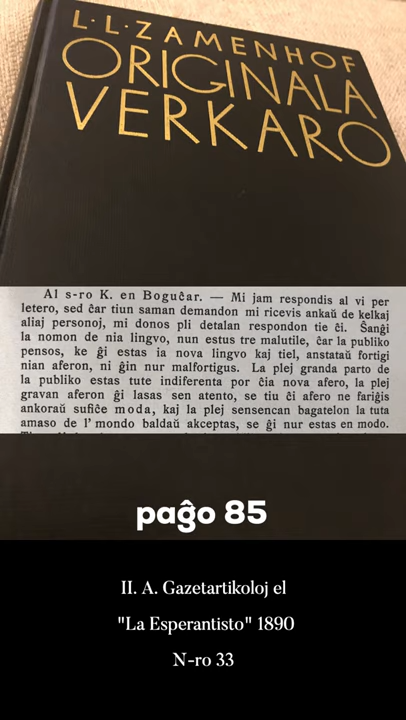 L·L·ZAMENHOF
ORIGINALA
VERKARO
Al s-ro K. en Boguĉar. — Mi jam respondis al vi per
letero, sed ĉar tiun saman demandon mi ricevis ankaŭ de kelkaj
aliaj personoj, mi donos pli detalan respondon tie ĉi. Ŝanĝi
la nomon de nia lingvo, nun estus tre malutile, ĉar la publiko
pensos, ke ĝi estas ia nova lingvo kaj tiel, anstataŭ fortigi
nian aferon, ni ĝin nur malfortigus. La plej granda parto de
la publiko estas tute indiferenta por ĉia nova afero, la plej
gravan aferon ĝi lasas sen atento, se tiu ĉi afero ne fariĝis
ankoraŭ sufiĉe moda, kaj la plej sensencan bagatelon la tuta
amaso de l' mondo baldaŭ akceptas, se ĝi nur estas en modo.
paĝo 85
II. A. Gazetartikoloj el
"La Esperantisto" 1890
N-ro 33